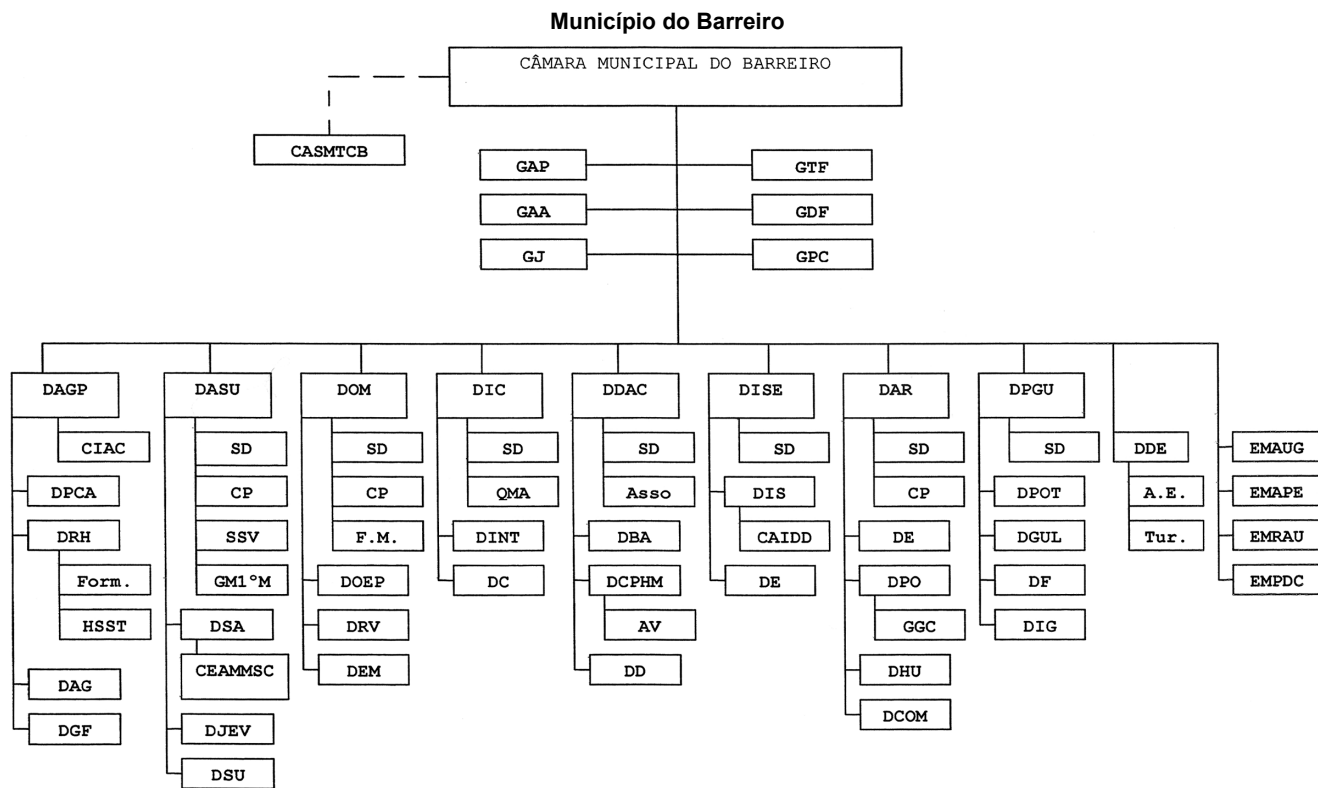 Município do Barreiro
CÂMARA MUNICIPAL DO BARREIRO
CASMTCB
GAP
GTF
GAA
GDF
GJ
GPC
DAGP
DASU
DOM
DIC
DDAC
DISE
DAR
DPGU
CIAC
SD
SD
SD
SD
SD
SD
SD
DDE
EMAUG
DPCA
CP
CP
QMA
Asso
DIS
CP
DPOT
A.E.
EMAPE
DRH
SSV
F.M.
DINT
DBA
CAIDD
DE
DGUL
Tur.
EMRAU
Form.
GM1ºM
DOEP
DC
DCPHM
DE
DPO
DF
EMPDC
HSST
DSA
DRV
AV
GGC
DIG
DAG
CEAMMSC
DEM
DD
DHU
DGF
DJEV
DCOM
DSU